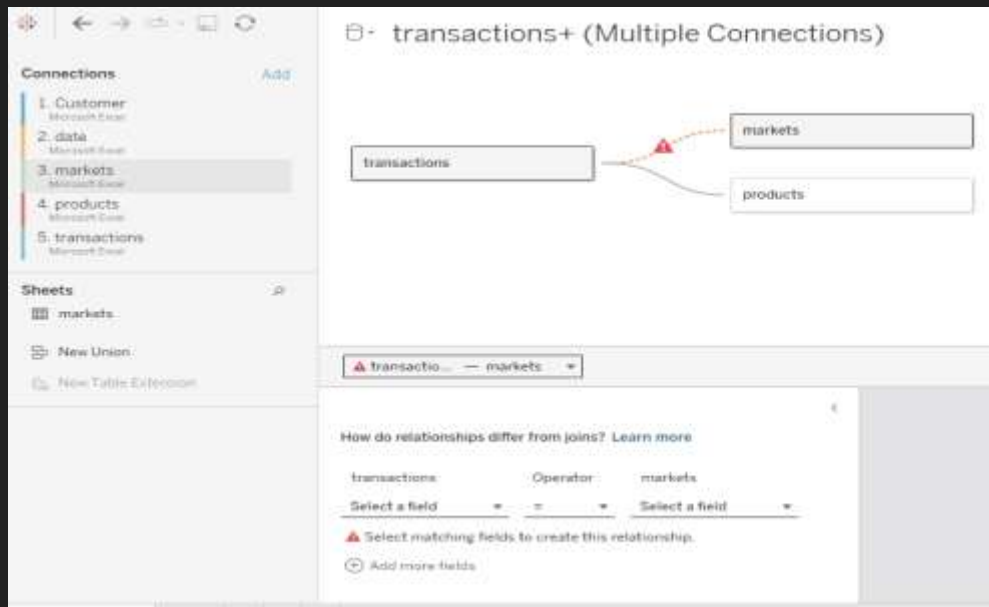 transactions+ (Multiple Connections)
Connections Add
1. Customer
Microsoft Excel
2. data
Microsoft Excel
3. markets
Microsoft Excel
4. products
Microsoft Excel
5. transactions
Microsoft Excel
Sheets
markets
New Union
New Table Extension
transactions
markets
products
transactio... — markets
How do relationships differ from joins? Learn more
transactions Operator markets
Select a field = Select a field
Select matching fields to create this relationship.
Add more fields